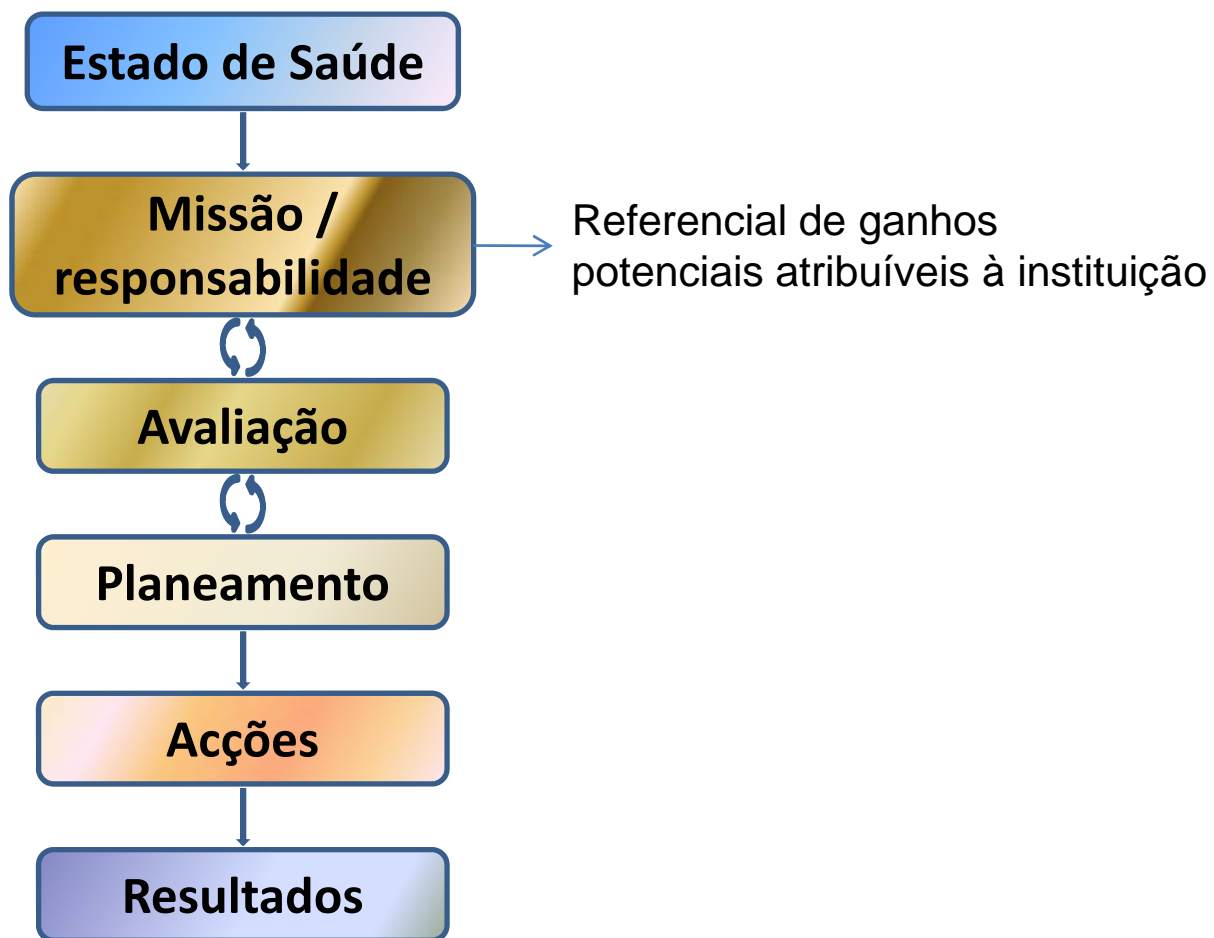 Estado de Saúde
Missão /
responsabilidade
Referencial de ganhos
potenciais atribuíveis à instituição
Avaliação
Planeamento
Acções
Resultados